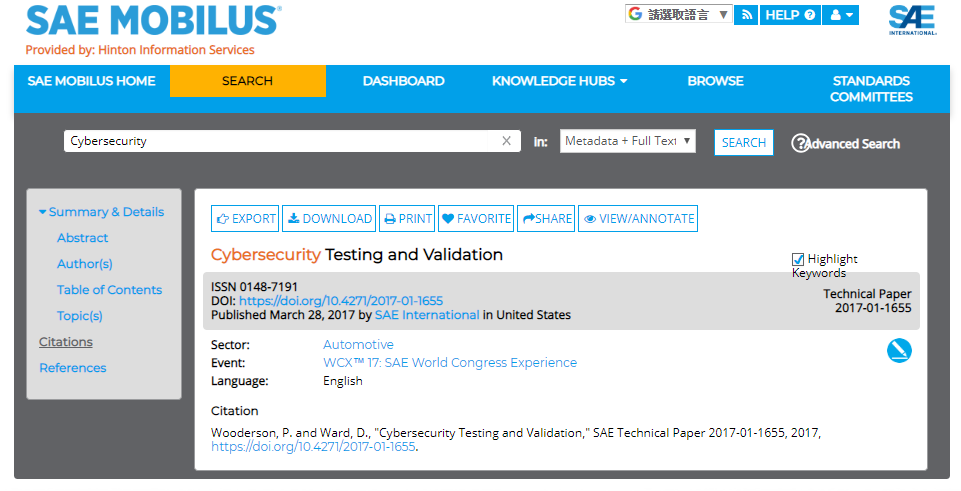 SAE MOBILUS®
Provided by: Hinton Information Services
請選取語言 ▼
HELP
SAE
INTERNATIONAL®
SAE MOBILUS HOME
SEARCH
DASHBOARD
KNOWLEDGE HUBS
BROWSE
STANDARDS
COMMITTEES
Cybersecurity
In:
Metadata + Full Text
SEARCH
Advanced Search
Summary & Details
Abstract
Author(s)
Table of Contents
Topic(s)
Citations
References
EXPORT
DOWNLOAD
PRINT
FAVORITE
SHARE
VIEW/ANNOTATE
Cybersecurity Testing and Validation
Highlight
Keywords
ISSN 0148-7191
DOI: https://doi.org/10.4271/2017-01-1655
Published March 28, 2017 by SAE International in United States
Technical Paper
2017-01-1655
Sector: Automotive
Event: WCX™ 17: SAE World Congress Experience
Language: English
Citation
Wooderson, P. and Ward, D., "Cybersecurity Testing and Validation," SAE Technical Paper 2017-01-1655, 2017,
https://doi.org/10.4271/2017-01-1655.